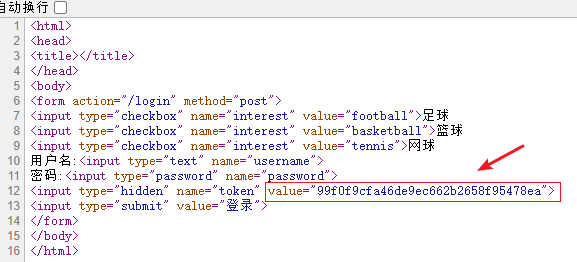 自动换行
1 <html>
2 <head>
3 <title></title>
4 </head>
5 <body>
6 <form action="/login" method="post">
7 <input type="checkbox" name="interest" value="football">足球
8 <input type="checkbox" name="interest" value="basketball">篮球
9 <input type="checkbox" name="interest" value="tennis">网球
10 用户名:<input type="text" name="username">
11 密码:<input type="password" name="password">
12 <input type="hidden" name="token" value="99f0f9cfa46de9ec662b2658f95478ea">
13 <input type="submit" value="登录">
14 </form>
15 </body>
16 </html>